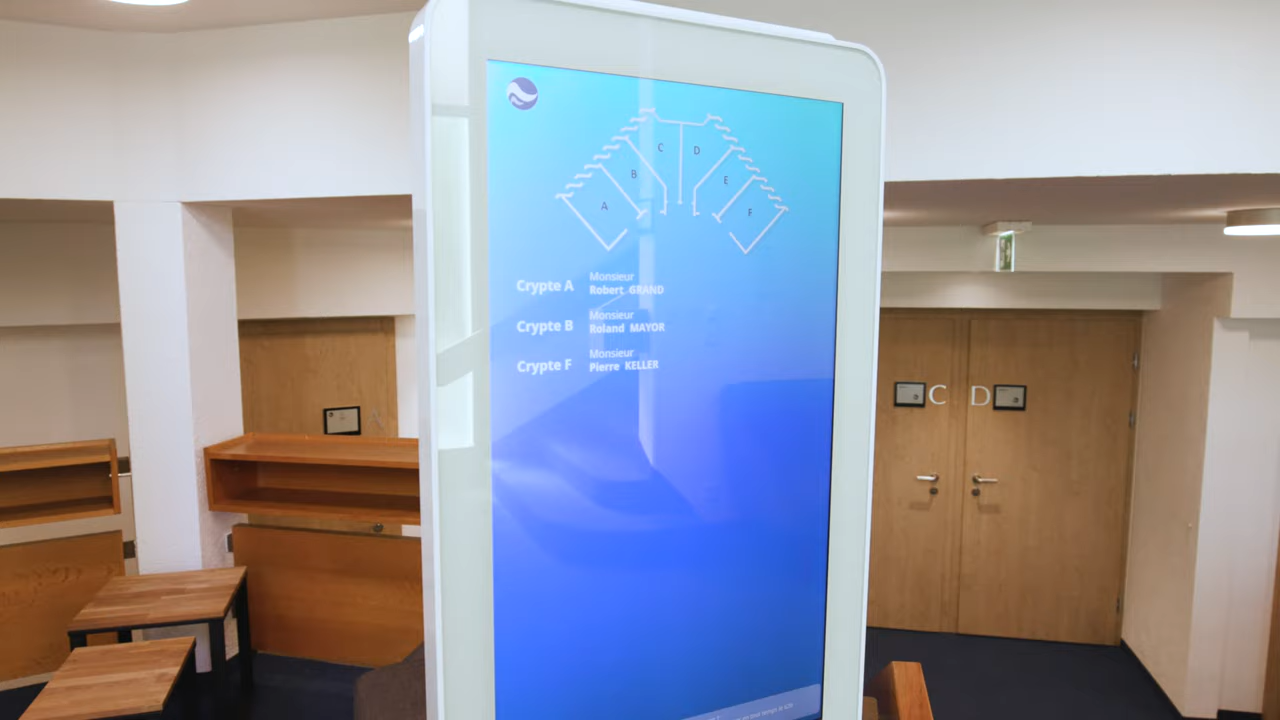 C
D
B
E
A
F
Crypte A
Monsieur
Robert GRAND
Crypte B
Monsieur
Roland MAYOR
Crypte F
Monsieur
Pierre KELLER
C
D